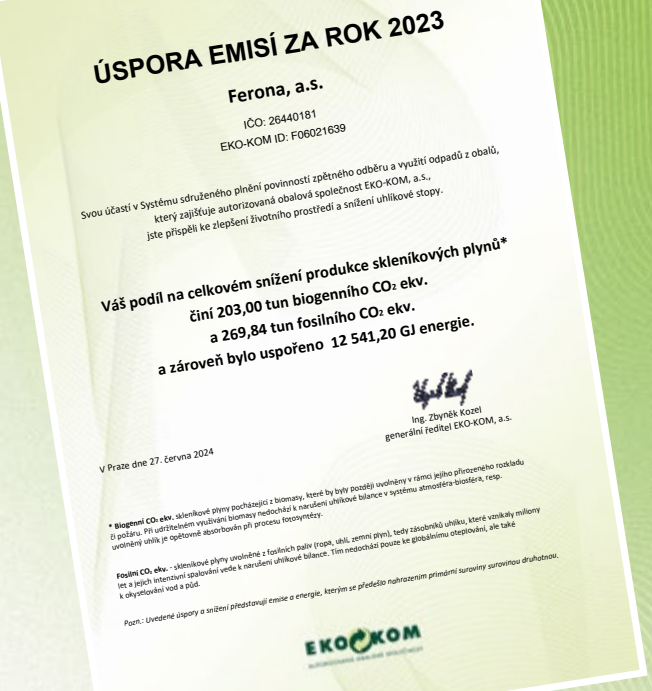 ÚSPORA EMISÍ ZA ROK 2023
Ferona, a.s.
IČO: 26440181
EKO-KOM ID: F06021639
Svou účastí v Systému sdruženého plnění povinností zpětného odběru a využití odpadů z obalů,
který zajišťuje autorizovaná obalová společnost EKO-KOM, a.s.,
jste přispěli ke zlepšení životního prostředí a snížení uhlíkové stopy.
Váš podíl na celkovém snížení produkce skleníkových plynů*
činí 203,00 tun biogenního CO₂ ekv.
a 269,84 tun fosilního CO₂ ekv.
a zároveň bylo uspořeno 12 541,20 GJ energie.
Ing. Zbyněk Kozel
generální ředitel EKO-KOM, a.s.
V Praze dne 27. června 2024
* Biogenní CO₂ ekv. skleníkové plyny pocházející z biomasy, které by byly později uvolněny v rámci jejího přirozeného rozkladu
či požáru. Při udržitelném využívání biomasy nedochází k narušení uhlíkové bilance v systému atmosféra-biosféra, resp.
uvolněný uhlík je opětovně absorbován při procesu fotosyntézy.
Fosilní CO₂ ekv. - skleníkové plyny uvolněné z fosilních paliv (ropa, uhlí, zemní plyn), tedy zásobníků uhlíku, které vznikaly miliony
let a jejich intenzivní spalování vede k narušení uhlíkové bilance. Tím nedochází pouze ke globálnímu oteplování, ale také
k okyselování vod a půd.
Pozn.: Uvedené úspory a snížení představují emise a energie, kterým se předešlo nahrazením primární suroviny surovinou druhotnou.
EKO KOM
AUTORIZOVANÁ OBALOVÁ SPOLEČNOST